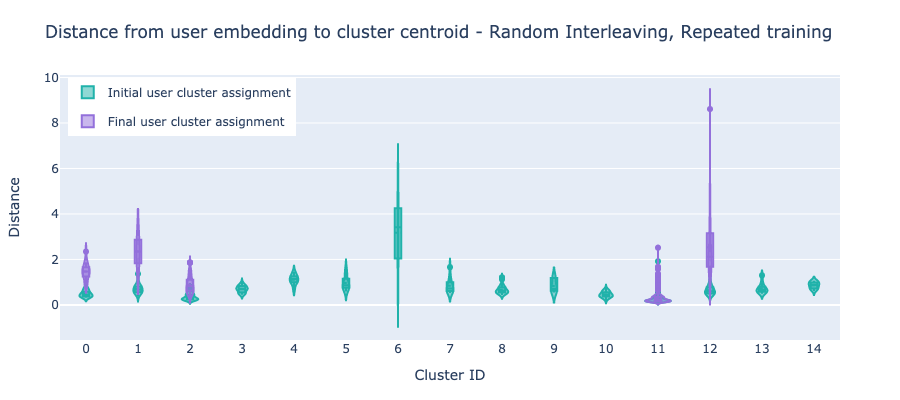 Distance from user embedding to cluster centroid - Random Interleaving, Repeated training
Initial user cluster assignment
Final user cluster assignment
10
8
6
4
2
0
Distance
0 1 2 3 4 5 6 7 8 9 10 11 12 13 14
Cluster ID